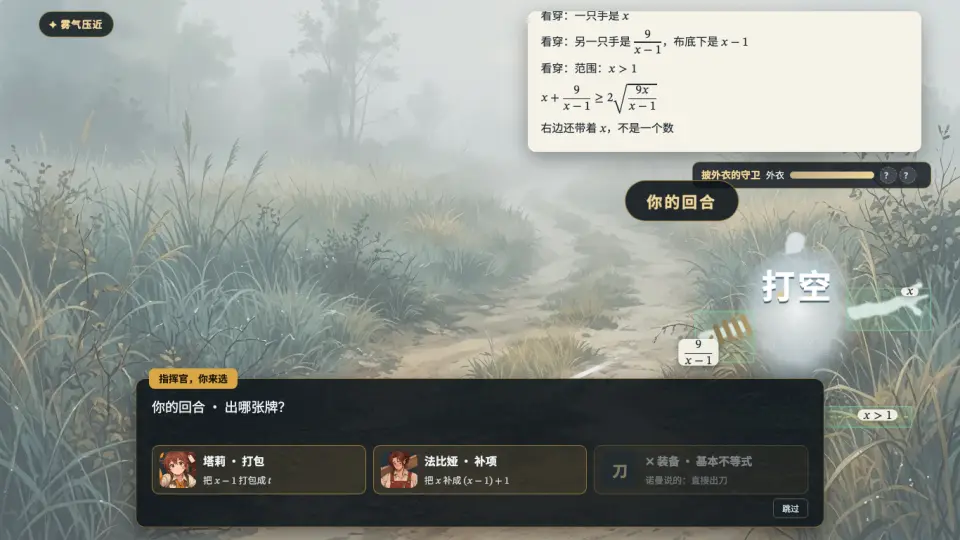 ✦ 雾气压近
看穿：一只手是 x
看穿：另一只手是 9/(x − 1)，布底下是 x − 1
看穿：范围：x > 1
x + 9/(x − 1) ≥ 2√(9x/(x − 1))
右边还带着 x，不是一个数
披外衣的守卫 外衣 ? ?
你的回合
打空
x
9/(x − 1)
x > 1
指挥官，你来选
你的回合 · 出哪张牌？
塔莉 · 打包
把 x − 1 打包成 t
法比娅 · 补项
把 x 补成 (x − 1) + 1
刀
✕ 装备 · 基本不等式
诺曼说的：直接出刀
跳过